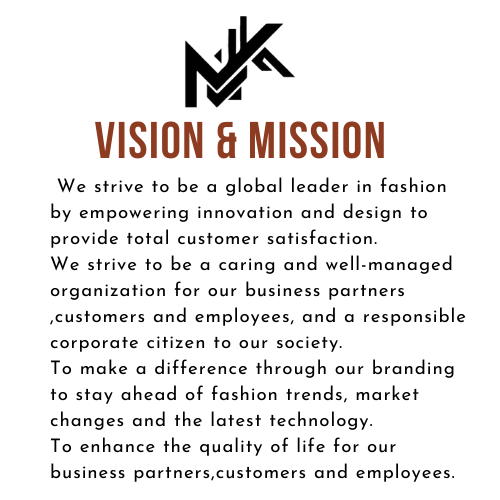 VISION & MISSION
We strive to be a global leader in fashion
by empowering innovation and design to
provide total customer satisfaction.
We strive to be a caring and well-managed
organization for our business partners
,customers and employees, and a responsible
corporate citizen to our society.
To make a difference through our branding
to stay ahead of fashion trends, market
changes and the latest technology.
To enhance the quality of life for our
business partners,customers and employees.